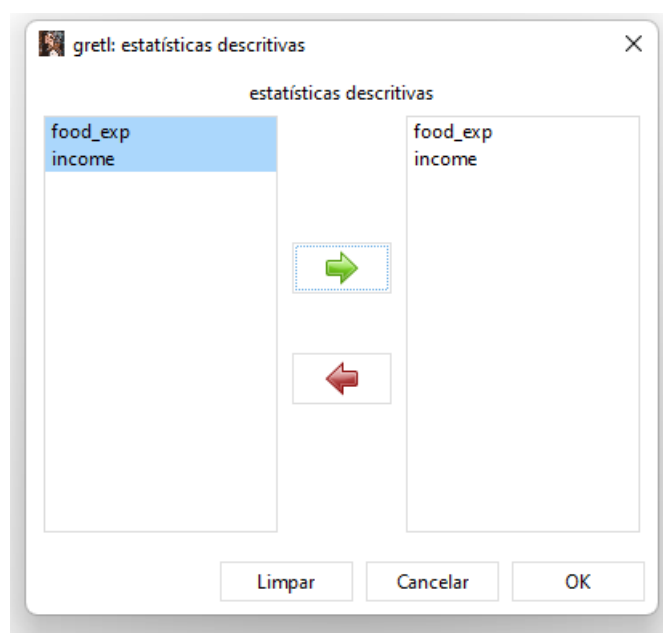 gretl: estatísticas descritivas
estatísticas descritivas
food_exp
income
food_exp
income
Limpar
Cancelar
OK